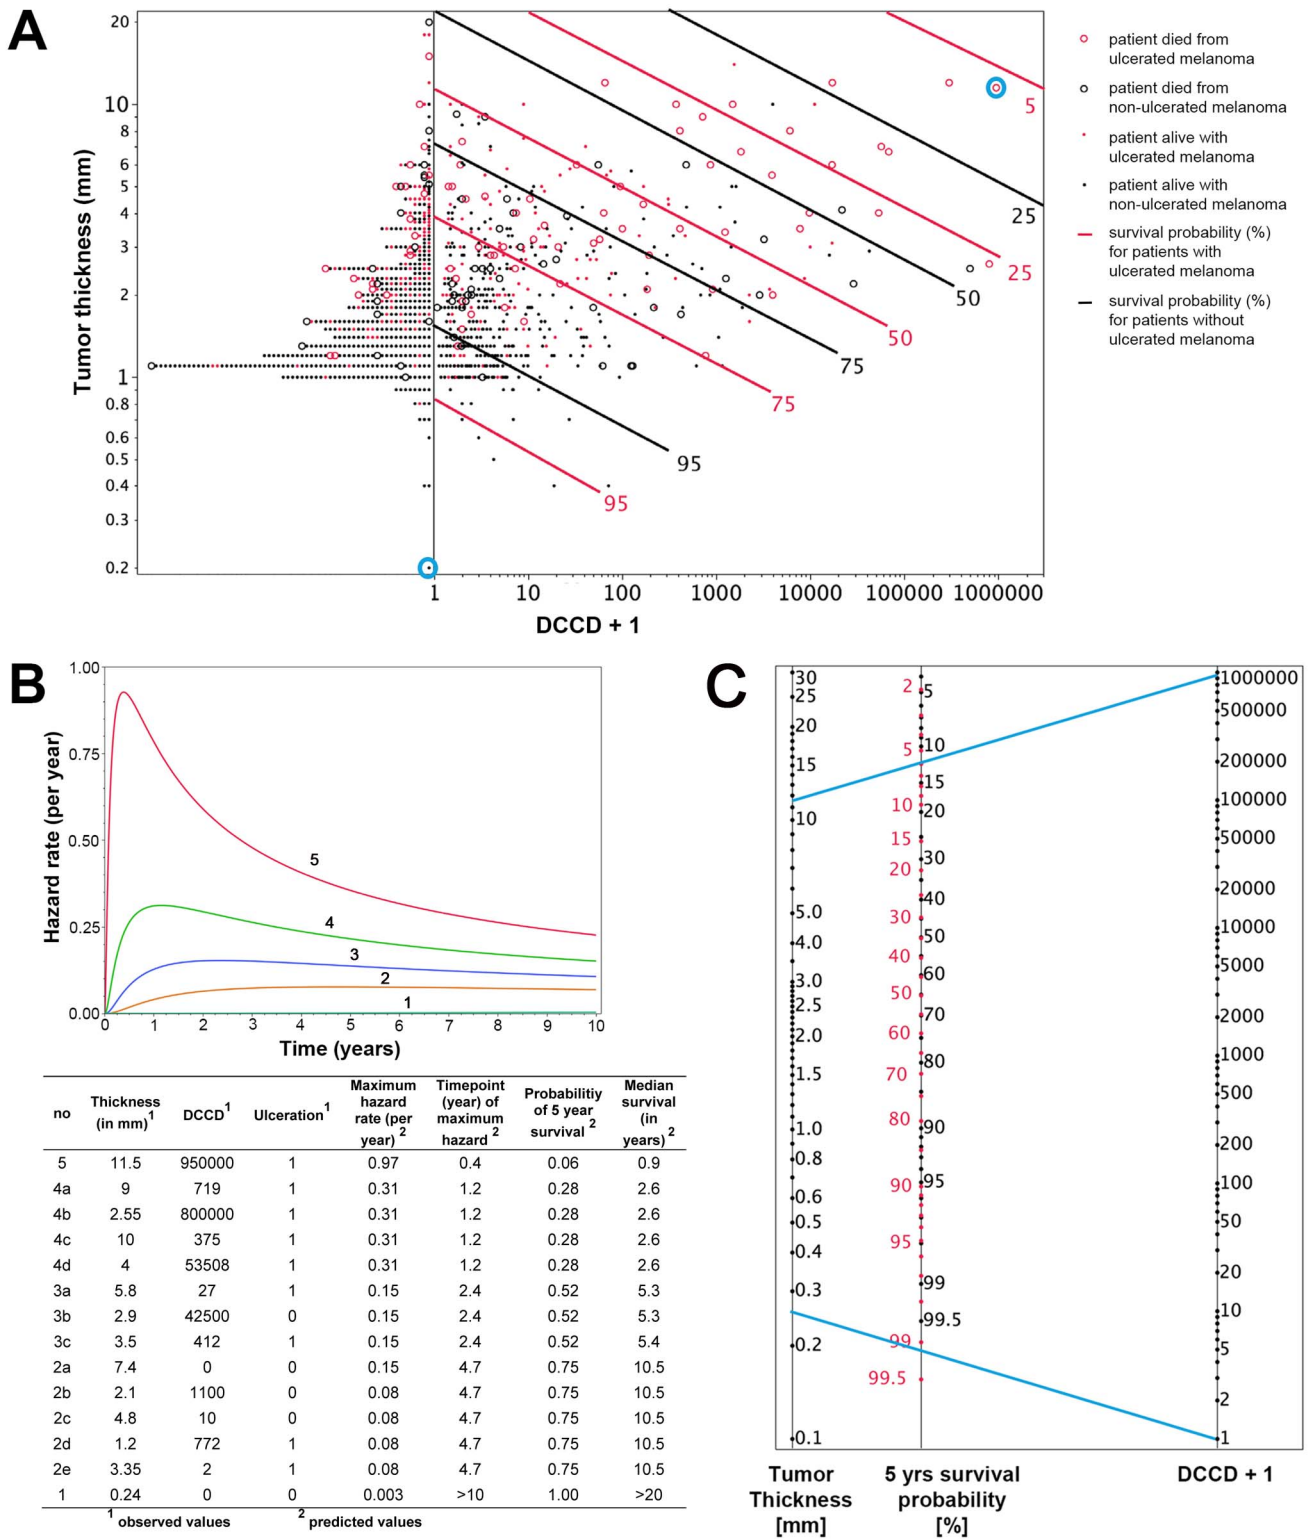 A
20
10
8
6
5
4
3
2
1
0.8
0.6
0.5
0.4
0.3
0.2
Tumor thickness (mm)
5
25
25
50
50
75
75
95
95
1 10 100 1000 10000 100000 1000000
DCCD + 1
patient died from
ulcerated melanoma
patient died from
non-ulcerated melanoma
patient alive with
ulcerated melanoma
patient alive with
non-ulcerated melanoma
survival probability (%)
for patients with
ulcerated melanoma
survival probability (%)
for patients without
ulcerated melanoma
B
1.00
0.75
0.50
0.25
0.00
Hazard rate (per year)
5
4
3
2
1
0 1 2 3 4 5 6 7 8 9 10
Time (years)
no Thickness (in mm)1 DCCD1 Ulceration1 Maximum hazard rate (per year) 2 Timepoint (year) of maximum hazard 2 Probabilitiy of 5 year survival 2 Median survival (in years) 2
5 11.5 950000 1 0.97 0.4 0.06 0.9
4a 9 719 1 0.31 1.2 0.28 2.6
4b 2.55 800000 1 0.31 1.2 0.28 2.6
4c 10 375 1 0.31 1.2 0.28 2.6
4d 4 53508 1 0.31 1.2 0.28 2.6
3a 5.8 27 1 0.15 2.4 0.52 5.3
3b 2.9 42500 0 0.15 2.4 0.52 5.3
3c 3.5 412 1 0.15 2.4 0.52 5.4
2a 7.4 0 0 0.15 4.7 0.75 10.5
2b 2.1 1100 0 0.08 4.7 0.75 10.5
2c 4.8 10 0 0.08 4.7 0.75 10.5
2d 1.2 772 1 0.08 4.7 0.75 10.5
2e 3.35 2 1 0.08 4.7 0.75 10.5
1 0.24 0 0 0.003 >10 1.00 >20
1 observed values 2 predicted values
C
30
25
20
15
10
5.0
4.0
3.0
2.5
2.0
1.5
1.0
0.8
0.6
0.5
0.4
0.3
0.2
0.1
2
5
10
15
20
30
40
50
60
70
80
90
95
99
99.5
5
10
15
20
30
40
50
60
70
80
90
95
99
99.5
1000000
500000
200000
100000
50000
20000
10000
5000
2000
1000
500
200
100
50
20
10
5
2
1
Tumor
Thickness
[mm]
5 yrs survival
probability
[%]
DCCD + 1